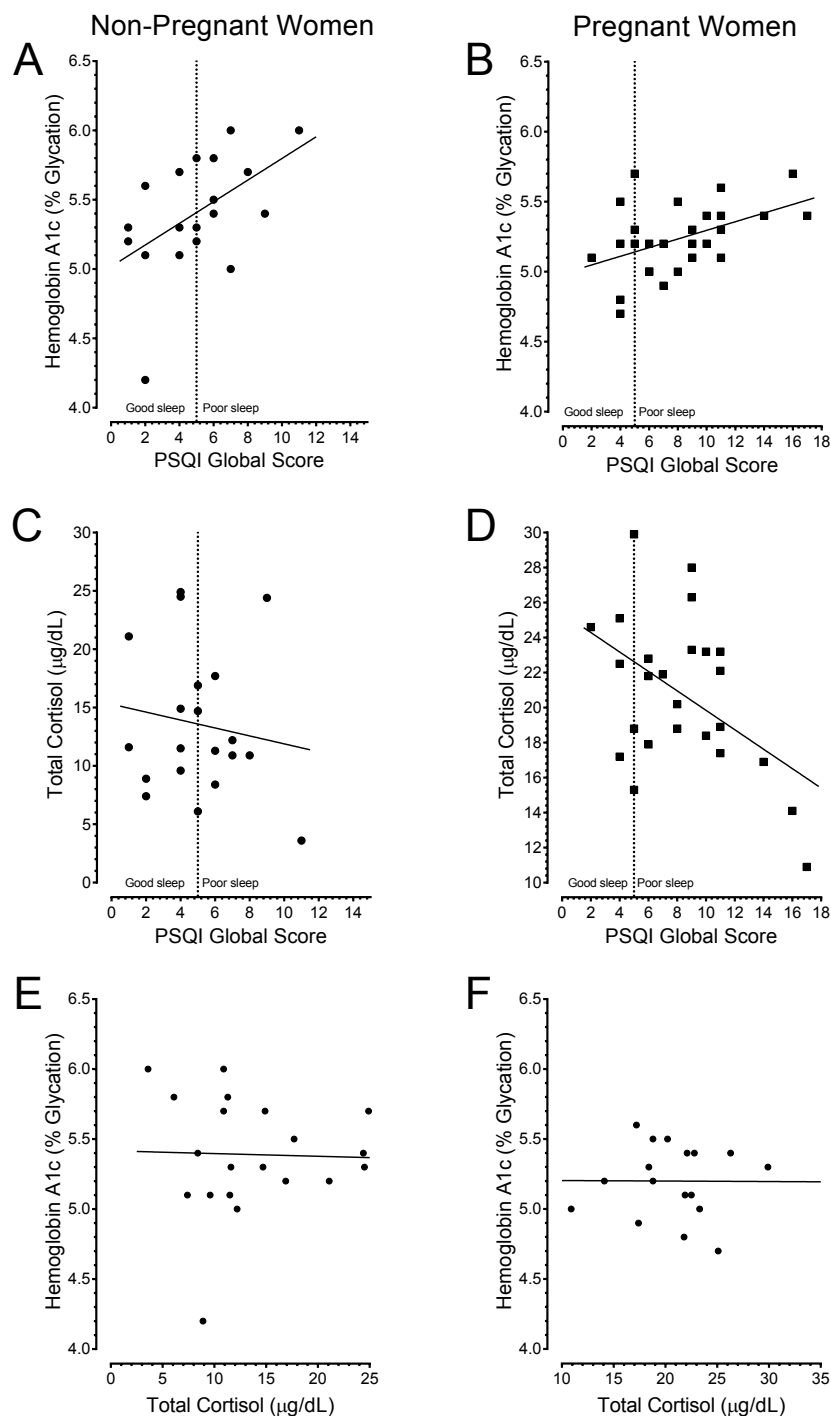 Non-Pregnant Women
Pregnant Women
A
Hemoglobin A1c (% Glycation)
6.5
6.0
5.5
5.0
4.5
4.0
Good sleep
Poor sleep
0 2 4 6 8 10 12 14
PSQI Global Score
B
Hemoglobin A1c (% Glycation)
6.5
6.0
5.5
5.0
4.5
4.0
Good sleep
Poor sleep
0 2 4 6 8 10 12 14 16 18
PSQI Global Score
C
Total Cortisol (μg/dL)
30
25
20
15
10
5
0
Good sleep
Poor sleep
0 2 4 6 8 10 12 14
PSQI Global Score
D
Total Cortisol (μg/dL)
30
28
26
24
22
20
18
16
14
12
10
Good sleep
Poor sleep
0 2 4 6 8 10 12 14 16 18
PSQI Global Score
E
Hemoglobin A1c (% Glycation)
6.5
6.0
5.5
5.0
4.5
4.0
0 5 10 15 20 25
Total Cortisol (μg/dL)
F
Hemoglobin A1c (% Glycation)
6.5
6.0
5.5
5.0
4.5
4.0
10 15 20 25 30 35
Total Cortisol (μg/dL)